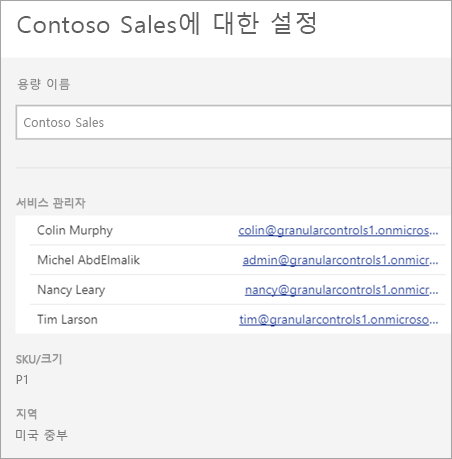 Contoso Sales에 대한 설정
용량 이름
Contoso Sales
서비스 관리자
Colin Murphy colin@granularcontrols1.onmicros...
Michel AbdElmalik admin@granularcontrols1.onmicr...
Nancy Leary nancy@granularcontrols1.onmicr...
Tim Larson tim@granularcontrols1.onmicroso...
SKU/크기
P1
지역
미국 중부